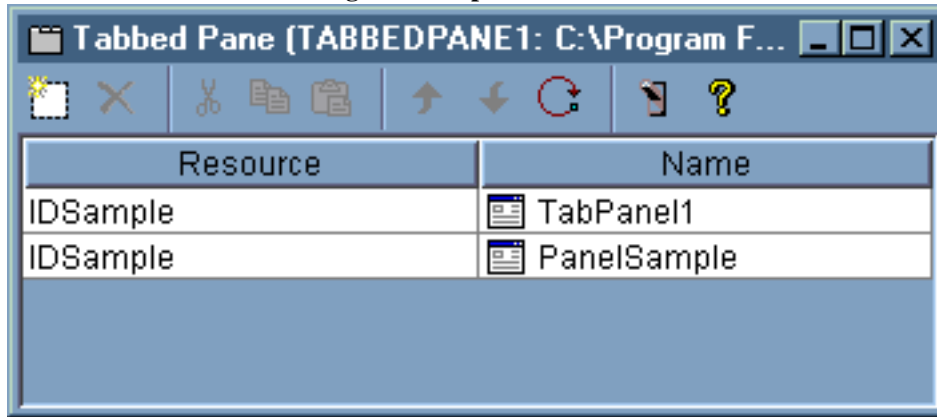 Tabbed Pane (TABBEDPANE1: C:\Program F...
Resource Name
IDSample TabPanel1
IDSample PanelSample